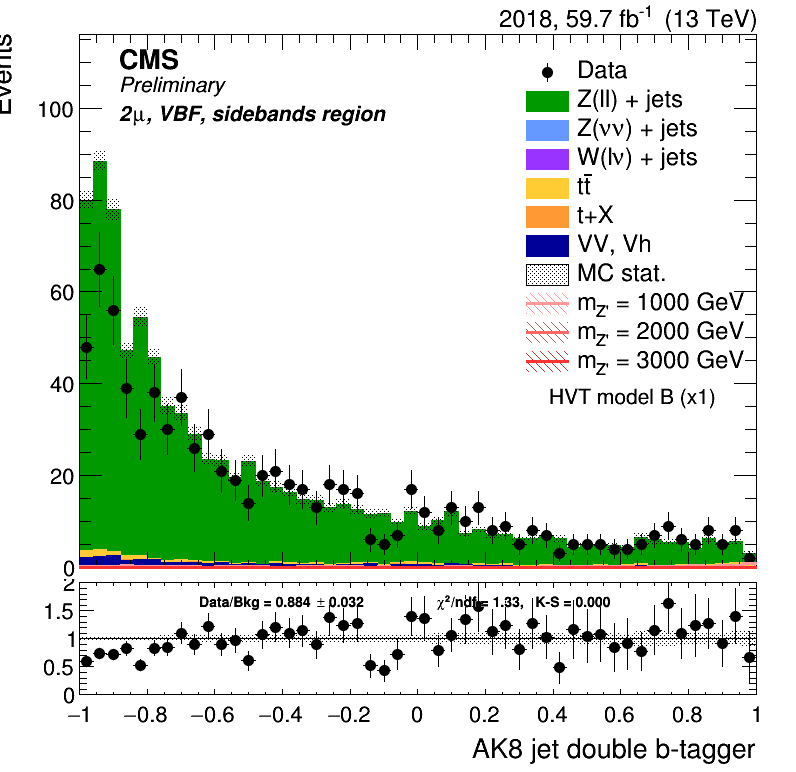 2018, 59.7 fb⁻¹ (13 TeV)
Events
CMS
Preliminary
2μ, VBF, sidebands region
Data
Z(ll) + jets
Z(νν) + jets
W(lν) + jets
tt̄
t+X
VV, Vh
MC stat.
m_Z' = 1000 GeV
m_Z' = 2000 GeV
m_Z' = 3000 GeV
HVT model B (x1)
100
80
60
40
20
0
Data/Bkg = 0.884 ± 0.032
χ²/ndf = 1.33, K-S = 0.000
2
1.5
1
0.5
0
−1 −0.8 −0.6 −0.4 −0.2 0 0.2 0.4 0.6 0.8 1
AK8 jet double b-tagger